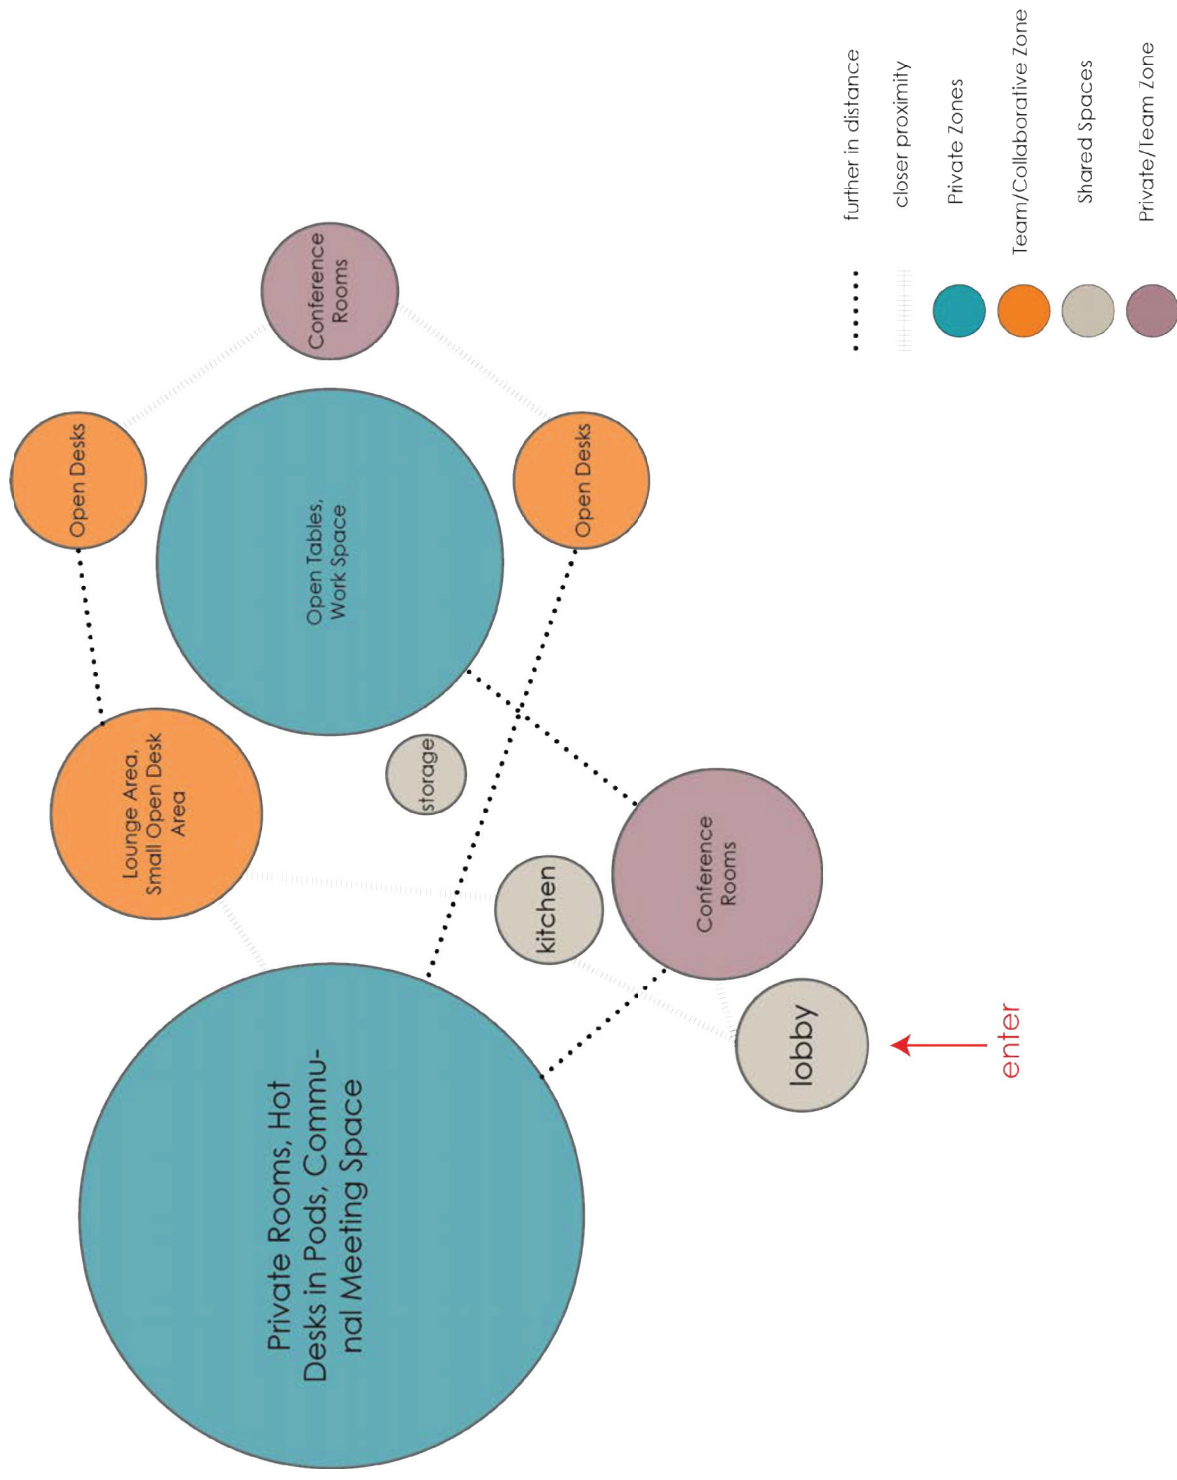 Private Rooms, Hot
Desks in Pods, Commu-
nal Meeting Space
Lounge Area,
Small Open Desk
Area
Open Desks
Conference
Rooms
Open Tables,
Work Space
storage
Open Desks
kitchen
Conference
Rooms
lobby
enter
further in distance
closer proximity
Private Zones
Team/Collaborative Zone
Shared Spaces
Private/Team Zone